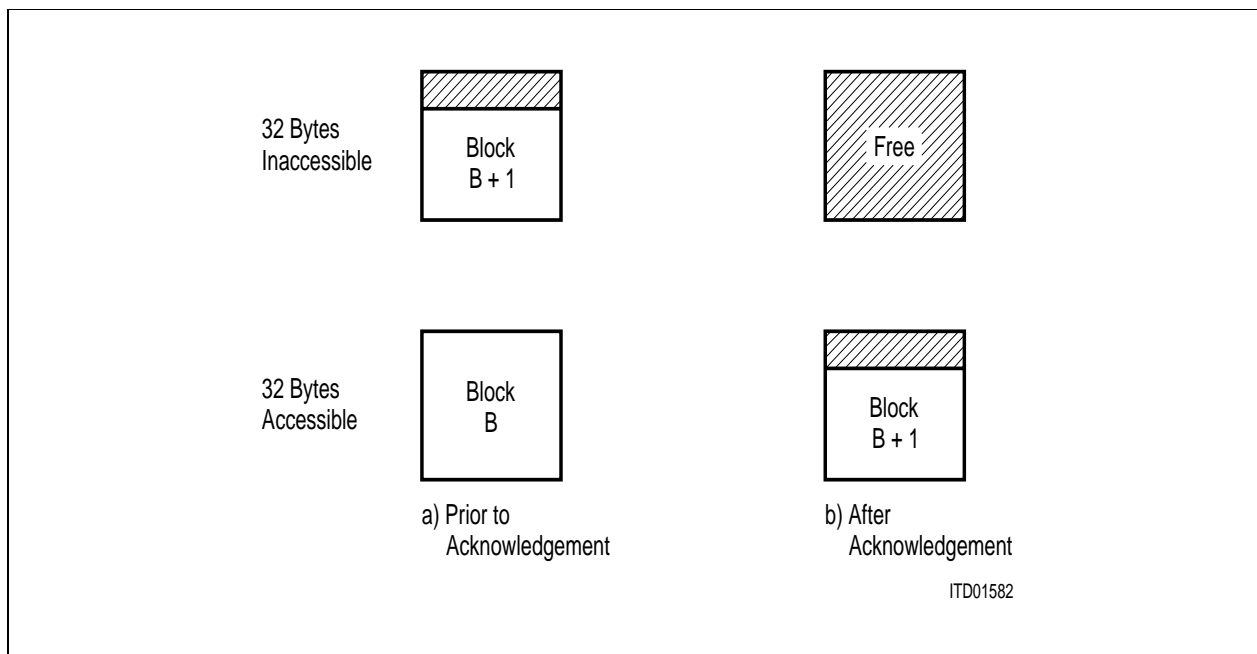 32 Bytes
Inaccessible
Block
B + 1
Free
32 Bytes
Accessible
Block
B
Block
B + 1
a) Prior to
Acknowledgement
b) After
Acknowledgement
ITD01582